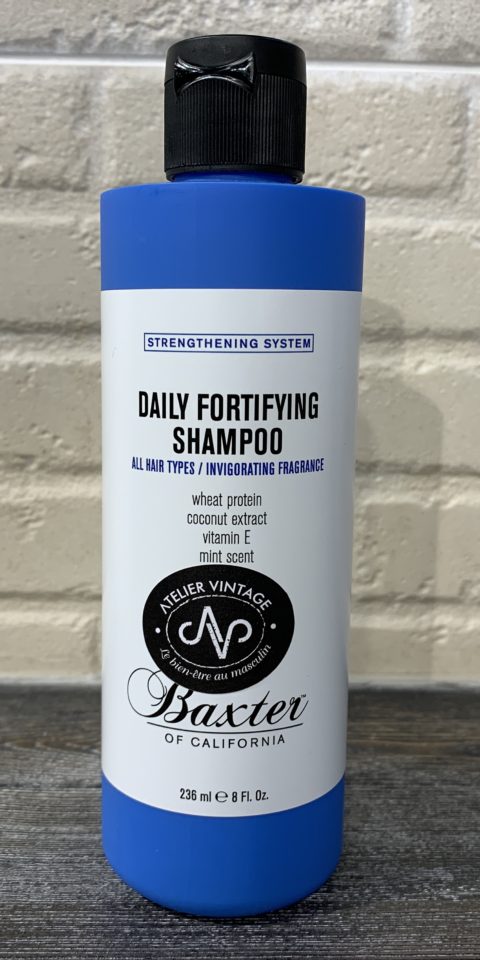 STRENGTHENING SYSTEM
DAILY FORTIFYING
SHAMPOO
ALL HAIR TYPES / INVIGORATING FRAGRANCE
wheat protein
coconut extract
vitamin E
mint scent
ATELIER VINTAGE
Le bien-être au masculin
Baxter™
OF CALIFORNIA
236 ml ℮ 8 Fl. Oz.